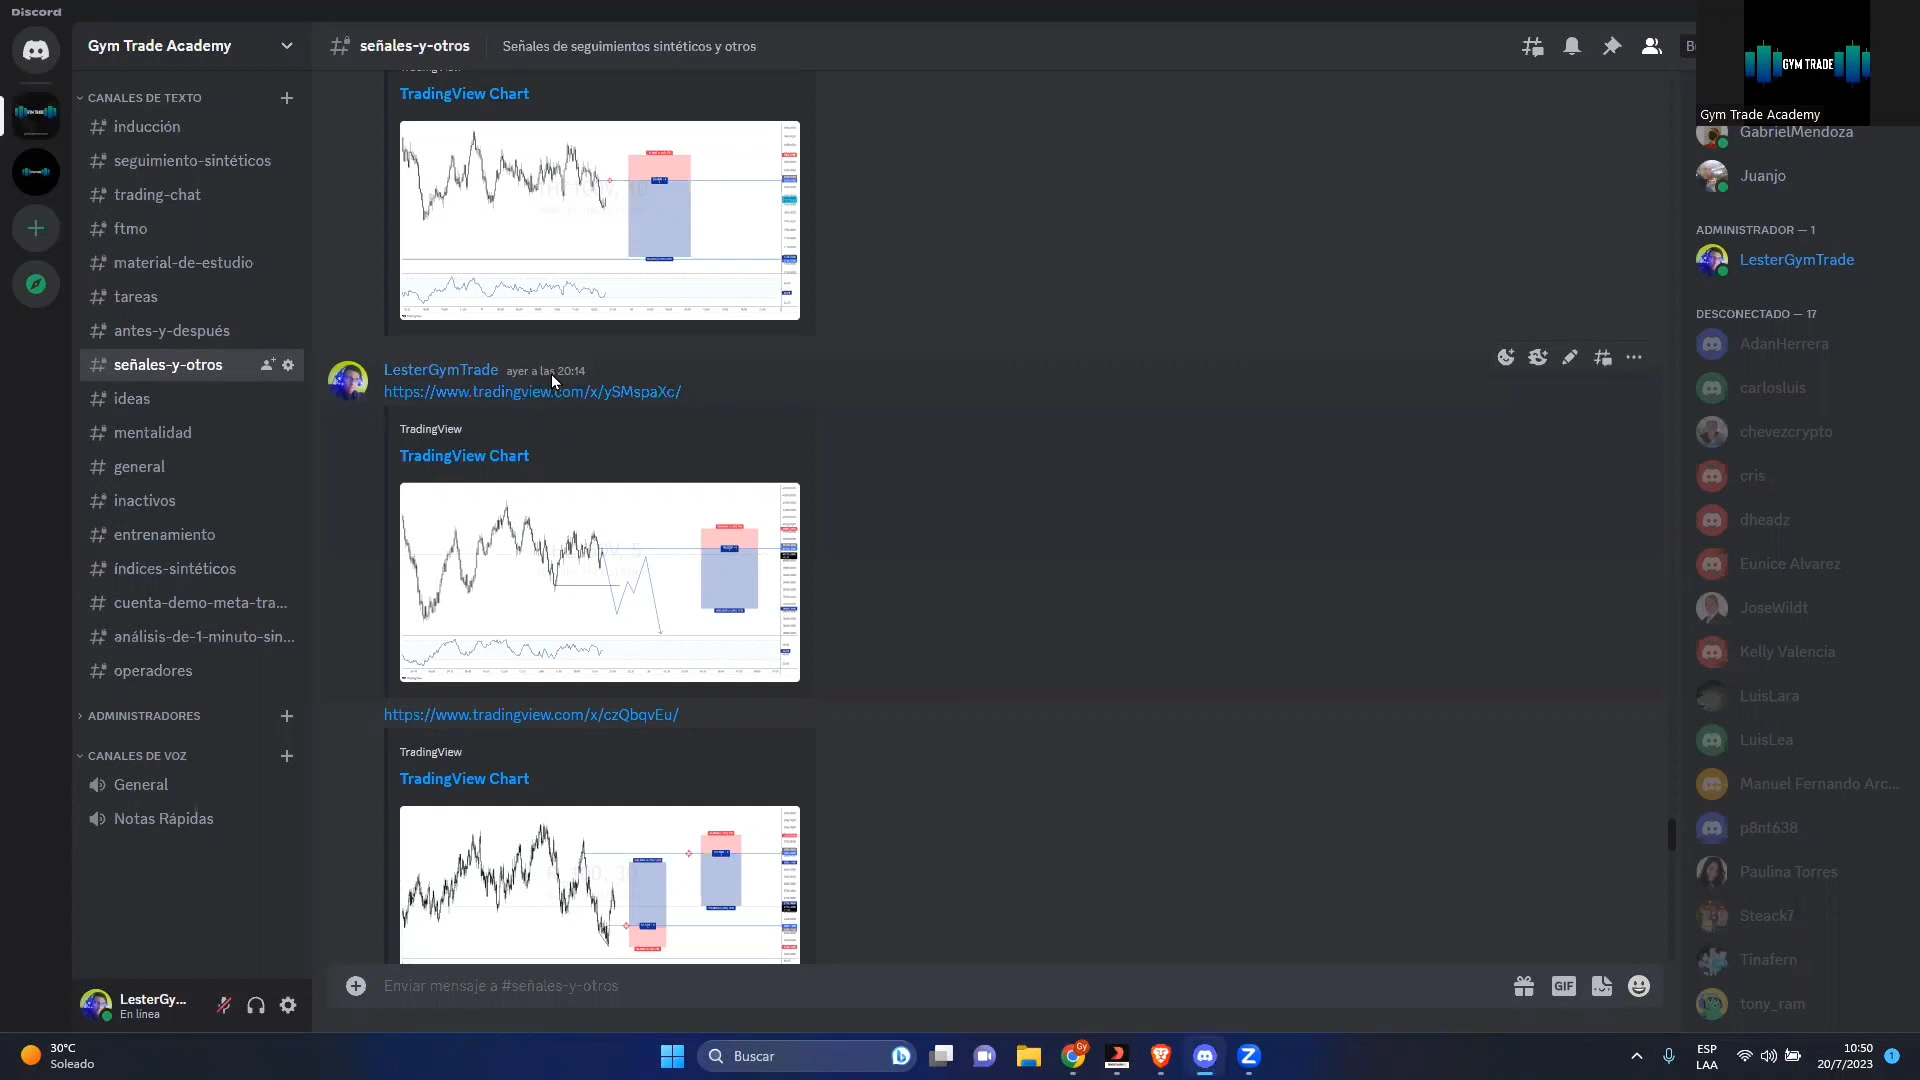 Discord
Gym Trade Academy
señales-y-otros
Señales de seguimientos sintéticos y otros
GYM TRADE
Gym Trade Academy
CANALES DE TEXTO
inducción
seguimiento-sintéticos
trading-chat
ftmo
material-de-estudio
tareas
antes-y-después
señales-y-otros
ideas
mentalidad
general
inactivos
entrenamiento
índices-sintéticos
cuenta-demo-meta-tra...
análisis-de-1-minuto-sin...
operadores
ADMINISTRADORES
CANALES DE VOZ
General
Notas Rápidas
LesterGy...
En línea
TradingView Chart
LesterGymTrade ayer a las 20:14
https://www.tradingview.com/x/ySMspaXc/
TradingView
TradingView Chart
https://www.tradingview.com/x/czQbqvEu/
TradingView
TradingView Chart
Enviar mensaje a #señales-y-otros
GIF
GabrielMendoza
Juanjo
ADMINISTRADOR — 1
LesterGymTrade
DESCONECTADO — 17
AdanHerrera
carlosluis
chevezcrypto
cris
dheadz
Eunice Alvarez
JoseWildt
Kelly Valencia
LuisLara
LuisLea
Manuel Fernando Arc...
p8nt638
Paulina Torres
Steack7
Tinafern
tony_ram
30°C
Soleado
Buscar
ESP
LAA
10:50
20/7/2023
1